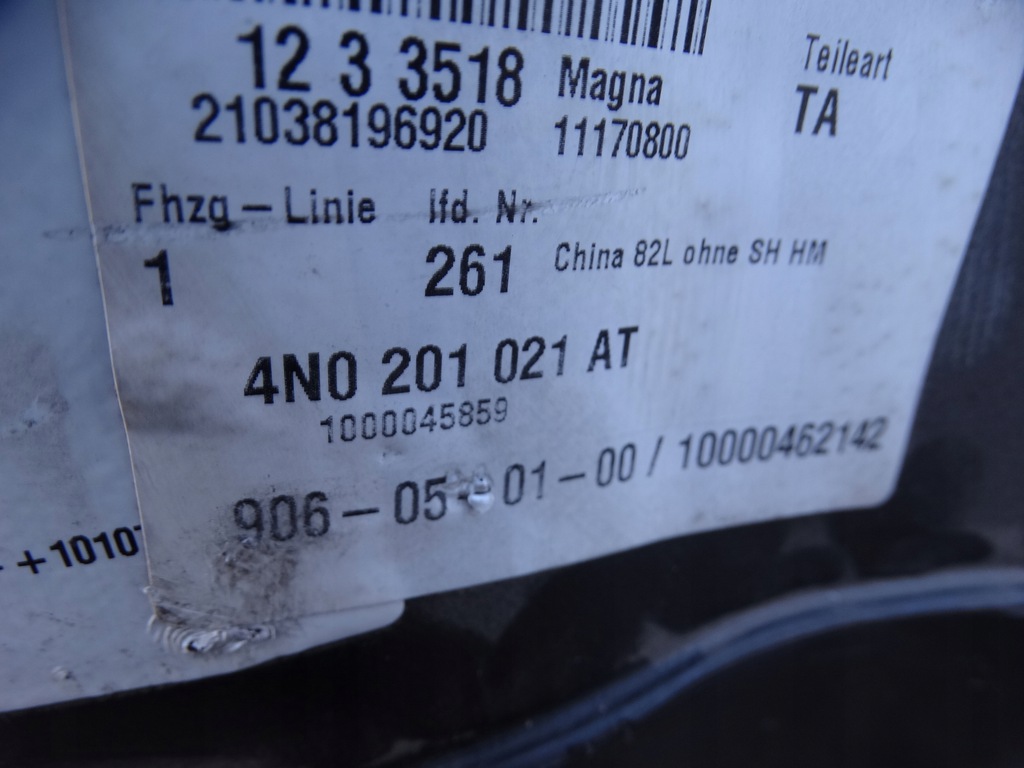 12 3 3518 Magna Teileart
21038196920 11170800 TA
Fhzg - Linie lfd. Nr.
1 261 China 82L ohne SH HM
4N0 201 021 AT
1000045859
906-05-01-00 / 10000462142
+1010